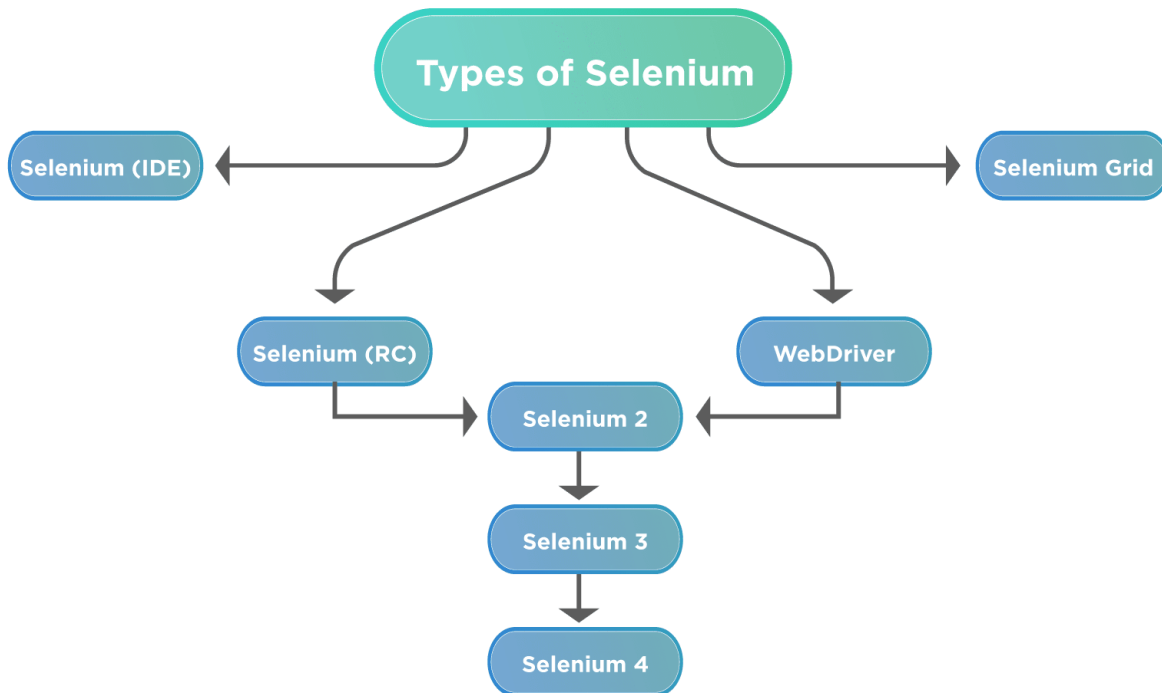 Types of Selenium
Selenium (IDE)
Selenium Grid
Selenium (RC)
WebDriver
Selenium 2
Selenium 3
Selenium 4